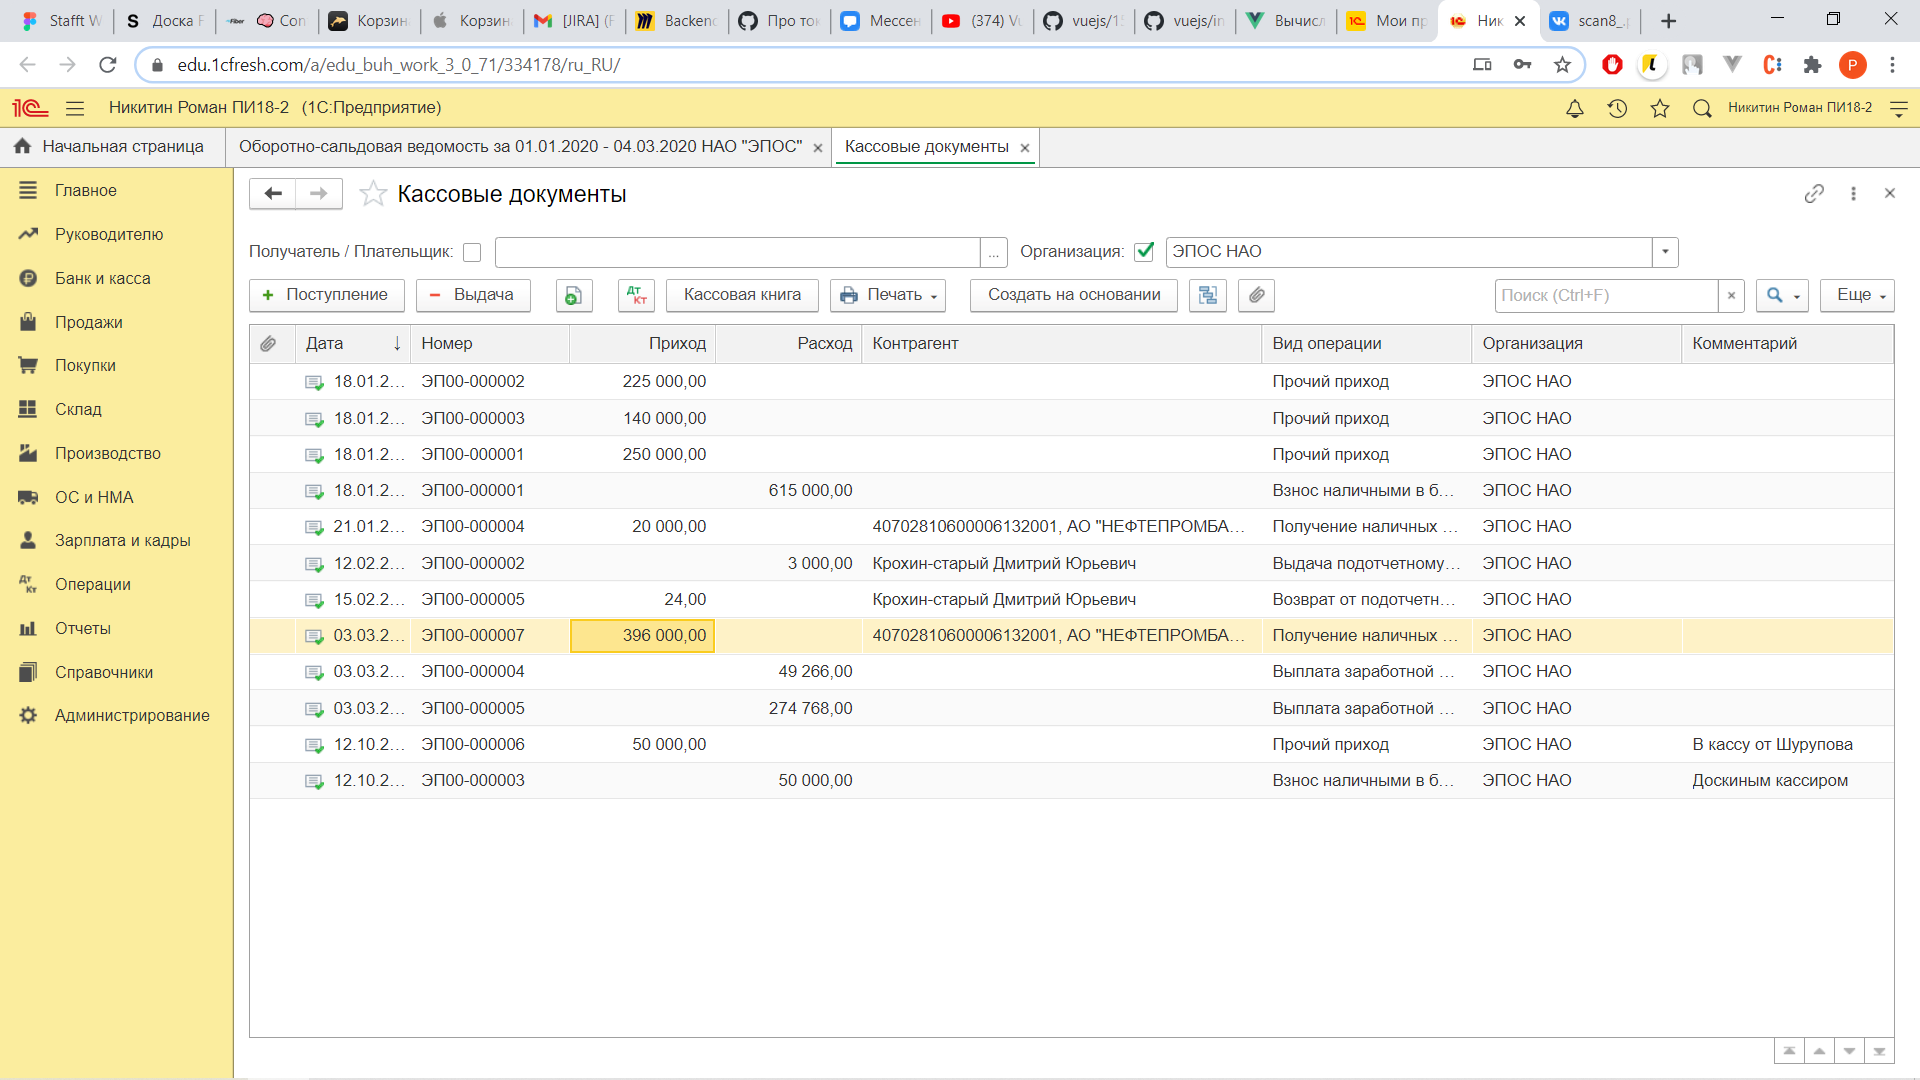 Stafft W
Доска F
Con
Корзина
Корзина
[JIRA] (F
Backend
Про ток
Мессен
(374) Vu
vuejs/15
vuejs/in
Вычисл
Мои пр
Ник
scan8_.
edu.1cfresh.com/a/edu_buh_work_3_0_71/334178/ru_RU/
Никитин Роман ПИ18-2 (1С:Предприятие)
Никитин Роман ПИ18-2
Начальная страница
Оборотно-сальдовая ведомость за 01.01.2020 - 04.03.2020 НАО "ЭПОС"
Кассовые документы
Главное
Руководителю
Банк и касса
Продажи
Покупки
Склад
Производство
ОС и НМА
Зарплата и кадры
Операции
Отчеты
Справочники
Администрирование
Кассовые документы
Получатель / Плательщик:
...
Организация:
ЭПОС НАО
+ Поступление
– Выдача
Дт Кт
Кассовая книга
Печать
Создать на основании
Поиск (Ctrl+F)
Еще
Дата ↓ Номер Приход Расход Контрагент Вид операции Организация Комментарий
18.01.2... ЭП00-000002 225 000,00 Прочий приход ЭПОС НАО
18.01.2... ЭП00-000003 140 000,00 Прочий приход ЭПОС НАО
18.01.2... ЭП00-000001 250 000,00 Прочий приход ЭПОС НАО
18.01.2... ЭП00-000001 615 000,00 Взнос наличными в б... ЭПОС НАО
21.01.2... ЭП00-000004 20 000,00 40702810600006132001, АО "НЕФТЕПРОМБА... Получение наличных ... ЭПОС НАО
12.02.2... ЭП00-000002 3 000,00 Крохин-старый Дмитрий Юрьевич Выдача подотчетному... ЭПОС НАО
15.02.2... ЭП00-000005 24,00 Крохин-старый Дмитрий Юрьевич Возврат от подотчетн... ЭПОС НАО
03.03.2... ЭП00-000007 396 000,00 40702810600006132001, АО "НЕФТЕПРОМБА... Получение наличных ... ЭПОС НАО
03.03.2... ЭП00-000004 49 266,00 Выплата заработной ... ЭПОС НАО
03.03.2... ЭП00-000005 274 768,00 Выплата заработной ... ЭПОС НАО
12.10.2... ЭП00-000006 50 000,00 Прочий приход ЭПОС НАО В кассу от Шурупова
12.10.2... ЭП00-000003 50 000,00 Взнос наличными в б... ЭПОС НАО Доскиным кассиром